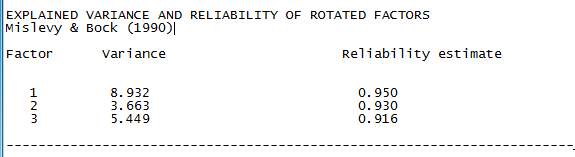 EXPLAINED VARIANCE AND RELIABILITY OF ROTATED FACTORS
Mislevy & Bock (1990)
Factor Variance Reliability estimate
1 8.932 0.950
2 3.663 0.930
3 5.449 0.916